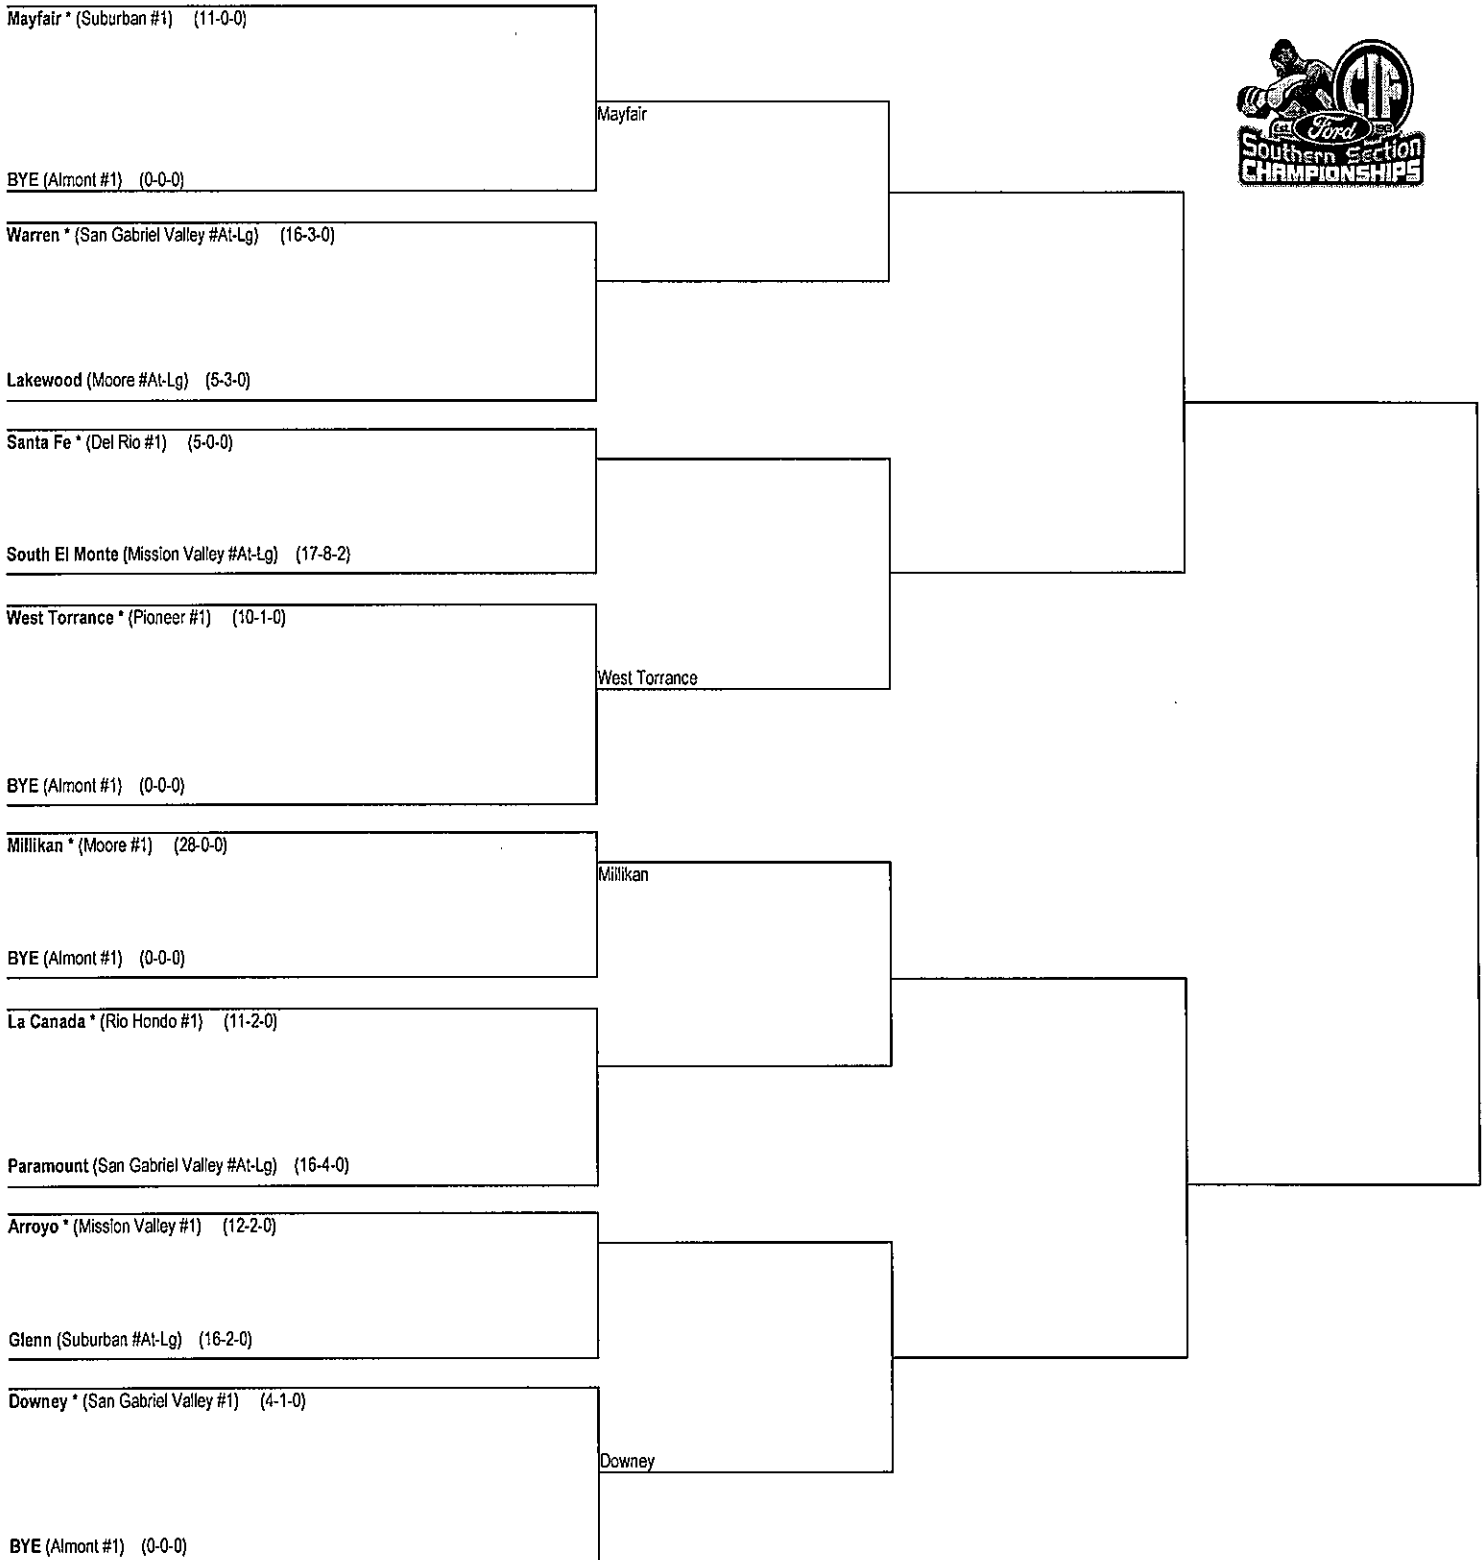 Mayfair * (Suburban #1) (11-0-0)
CIF
Ford
Southern Section
CHAMPIONSHIPS
Mayfair
BYE (Almont #1) (0-0-0)
Warren * (San Gabriel Valley #At-Lg) (16-3-0)
Lakewood (Moore #At-Lg) (5-3-0)
Santa Fe * (Del Rio #1) (5-0-0)
South El Monte (Mission Valley #At-Lg) (17-8-2)
West Torrance * (Pioneer #1) (10-1-0)
West Torrance
BYE (Almont #1) (0-0-0)
Millikan * (Moore #1) (28-0-0)
Millikan
BYE (Almont #1) (0-0-0)
La Canada * (Rio Hondo #1) (11-2-0)
Paramount (San Gabriel Valley #At-Lg) (16-4-0)
Arroyo * (Mission Valley #1) (12-2-0)
Glenn (Suburban #At-Lg) (16-2-0)
Downey * (San Gabriel Valley #1) (4-1-0)
Downey
BYE (Almont #1) (0-0-0)